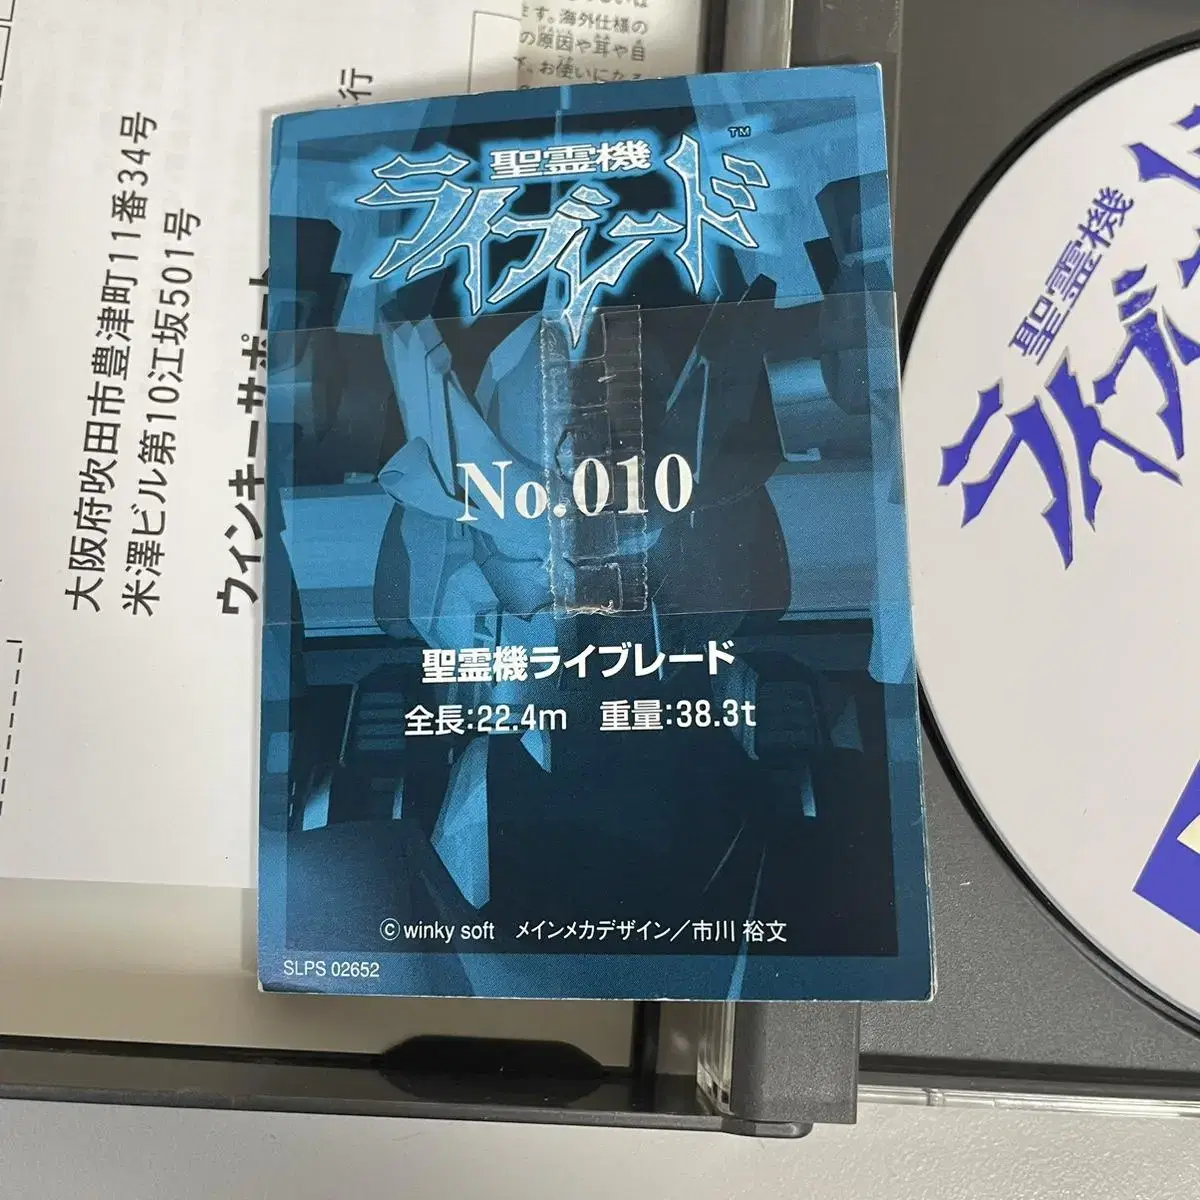 す。海外仕様の
の原因や耳や目
お使いになる
行
大阪府吹田市豊津町11番34号
米澤ビル第10江坂501号
ウィンキーサポート
聖霊機
ライブレード
TM
No.010
聖霊機ライブレード
全長:22.4m 重量:38.3t
©winky soft メインメカデザイン/市川 裕文
SLPS 02652
聖霊機
ライブレ